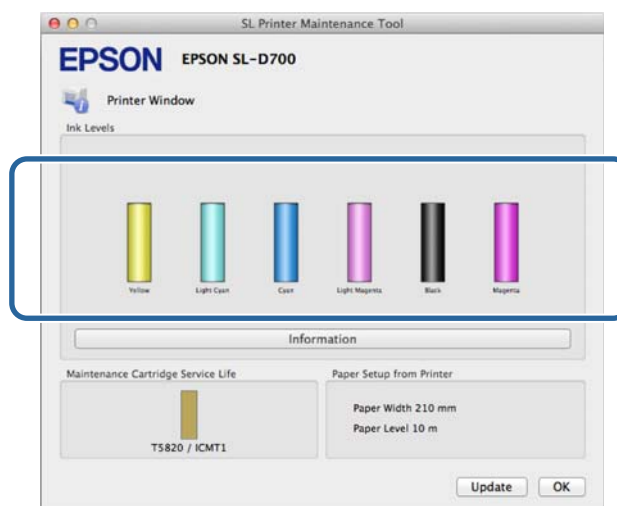 SL Printer Maintenance Tool
EPSON EPSON SL-D700
Printer Window
Ink Levels
Yellow Light Cyan Cyan Light Magenta Black Magenta
Information
Maintenance Cartridge Service Life Paper Setup from Printer
Paper Width 210 mm
Paper Level 10 m
T5820 / ICMT1
Update OK